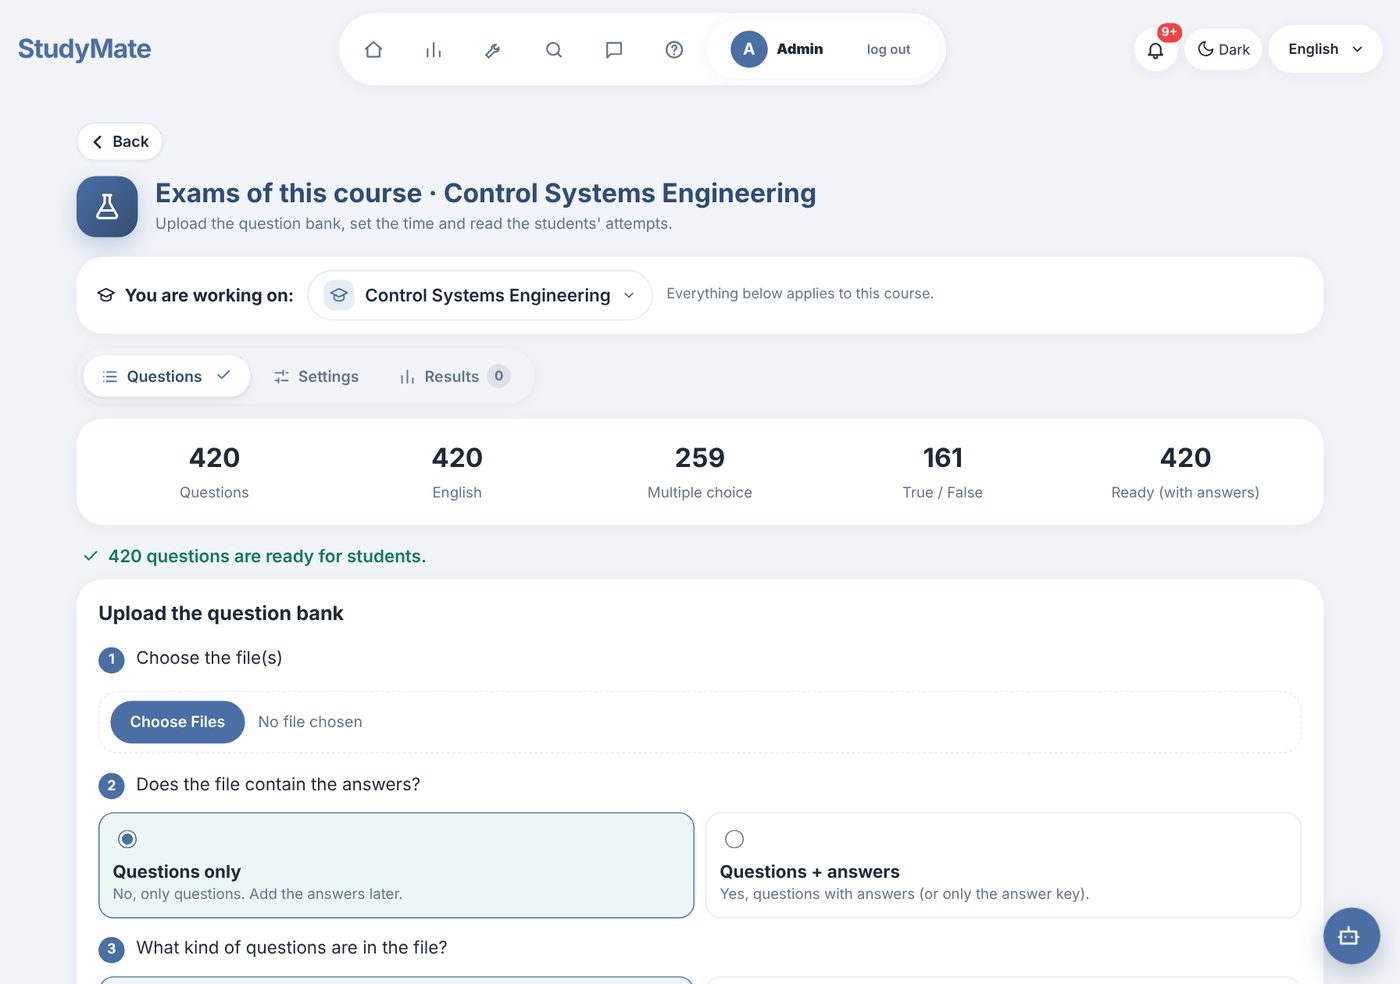 StudyMate
A
Admin
log out
9+
Dark
English
Back
Exams of this course · Control Systems Engineering
Upload the question bank, set the time and read the students' attempts.
You are working on:
Control Systems Engineering
Everything below applies to this course.
Questions
Settings
Results 0
420 420 259 161 420
Questions English Multiple choice True / False Ready (with answers)
420 questions are ready for students.
Upload the question bank
1 Choose the file(s)
Choose Files No file chosen
2 Does the file contain the answers?
Questions only
No, only questions. Add the answers later.
Questions + answers
Yes, questions with answers (or only the answer key).
3 What kind of questions are in the file?